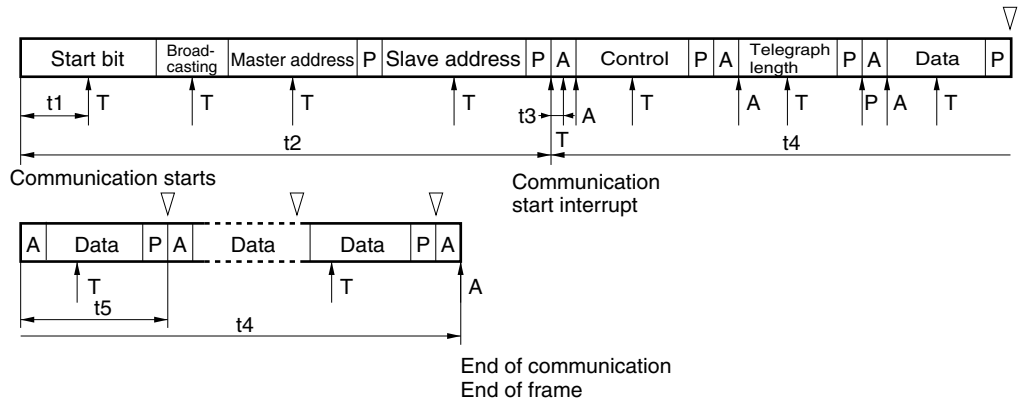 Start bit Broad- casting Master address P Slave address P A Control P A Telegraph length P A Data P
t1 T T T T t3 A T A T P A T
T
t2 t4
Communication starts
Communication
start interrupt
A Data P A Data Data P A
T T A
t5
t4
End of communication
End of frame